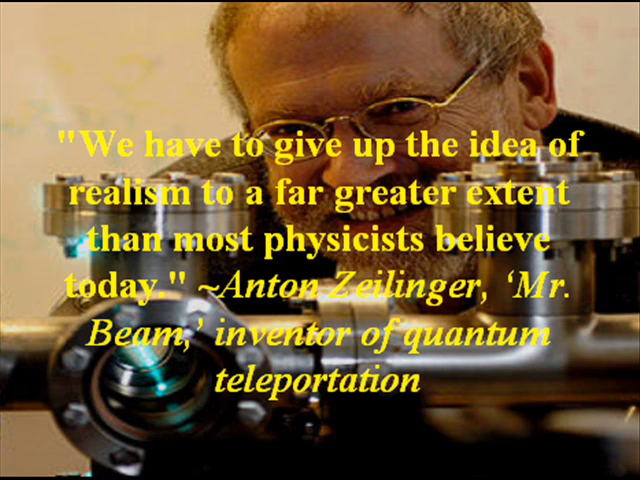 "We have to give up the idea of
realism to a far greater extent
than most physicists believe
today." ~Anton Zeilinger, ‘Mr.
Beam,’ inventor of quantum
teleportation